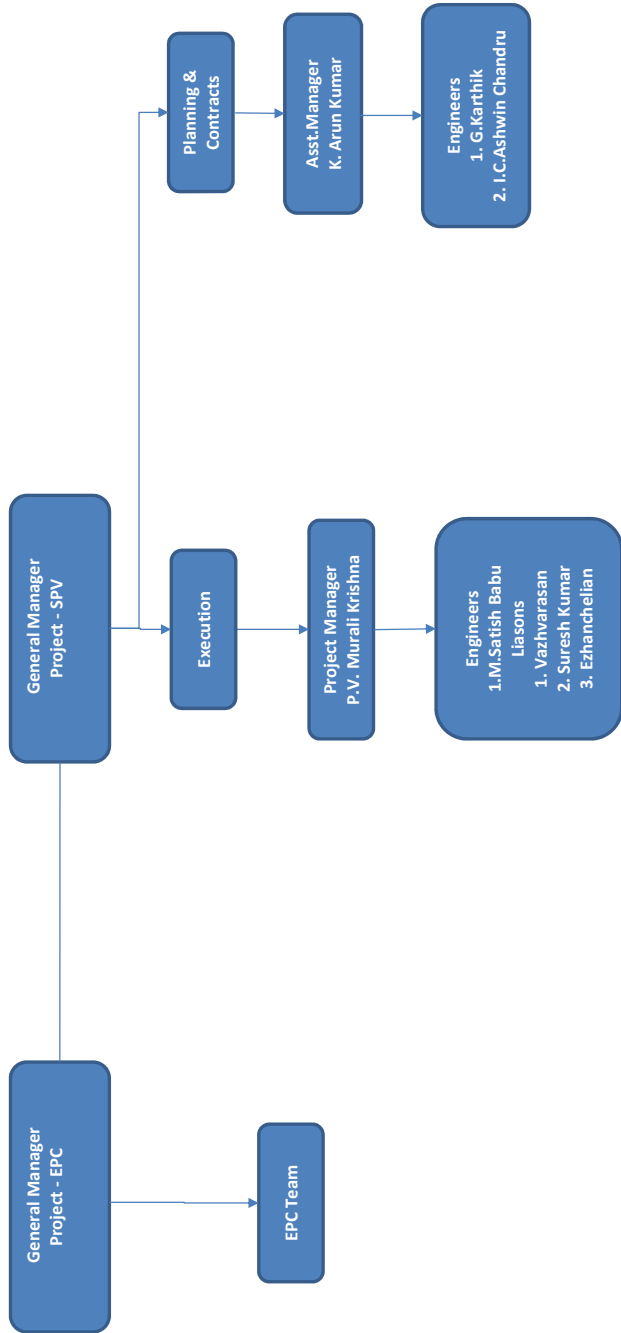 General Manager
Project - EPC
General Manager
Project - SPV
EPC Team
Execution
Planning &
Contracts
Project Manager
P.V. Murali Krishna
Asst.Manager
K. Arun Kumar
Engineers
1.M.Satish Babu
Liasons
1. Vazhvarasan
2. Suresh Kumar
3. Ezhanchelian
Engineers
1. G.Karthik
2. I.C.Ashwin Chandru